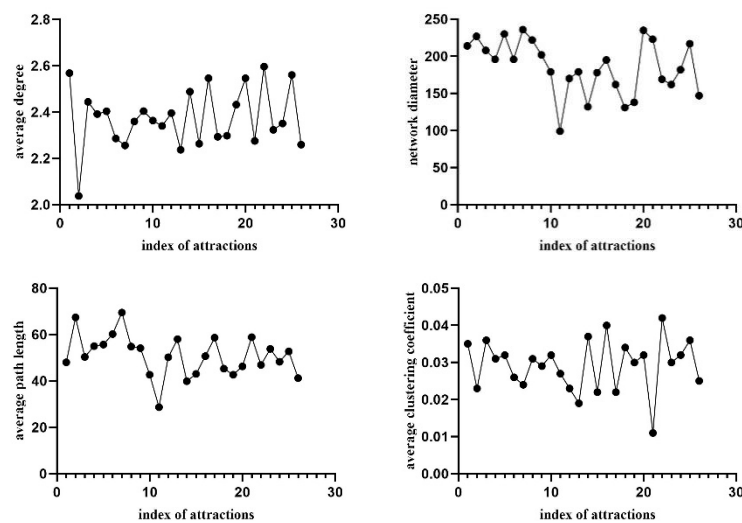 average degree
2.8
2.6
2.4
2.2
2.0
0 10 20 30
index of attractions
network diameter
250
200
150
100
50
0
0 10 20 30
index of attractions
average path length
80
60
40
20
0
0 10 20 30
index of attractions
average clustering coefficient
0.05
0.04
0.03
0.02
0.01
0.00
0 10 20 30
index of attractions